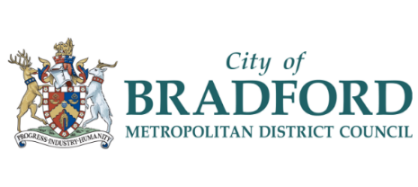 City of
BRADFORD
METROPOLITAN DISTRICT COUNCIL
PROGRESS·INDUSTRY·HUMANITY